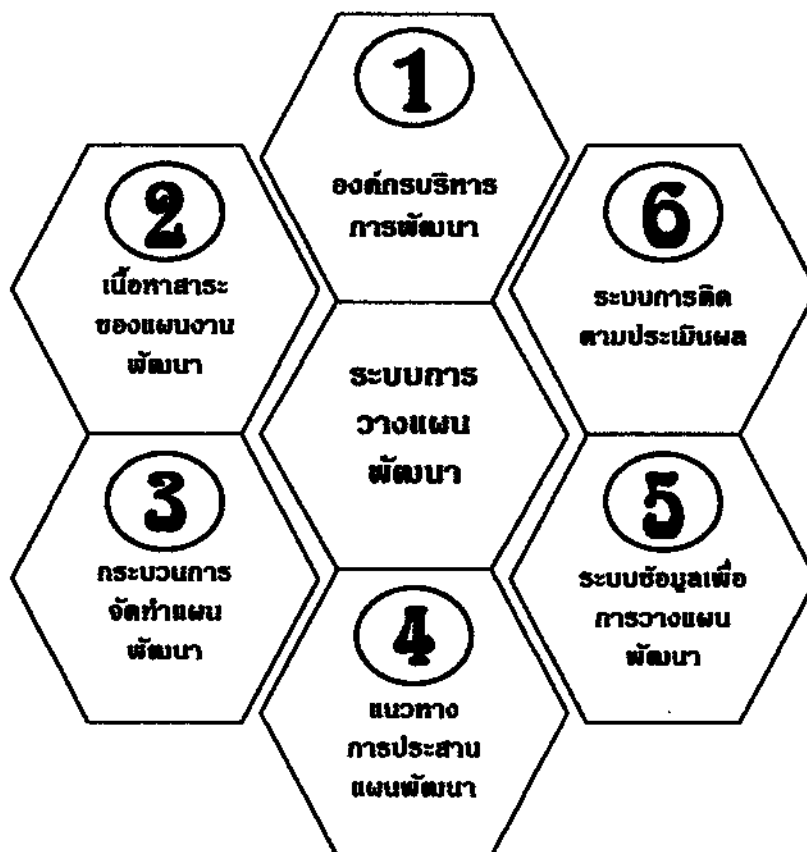 1
องค์กรบริหาร
การพัฒนา
2
เนื้อหาสาระ
ของแผนงาน
พัฒนา
3
กระบวนการ
จัดทำแผน
พัฒนา
4
แนวทาง
การประสาน
แผนพัฒนา
5
ระบบข้อมูลเพื่อ
การวางแผน
พัฒนา
6
ระบบการติด
ตามประเมินผล
ระบบการ
วางแผน
พัฒนา